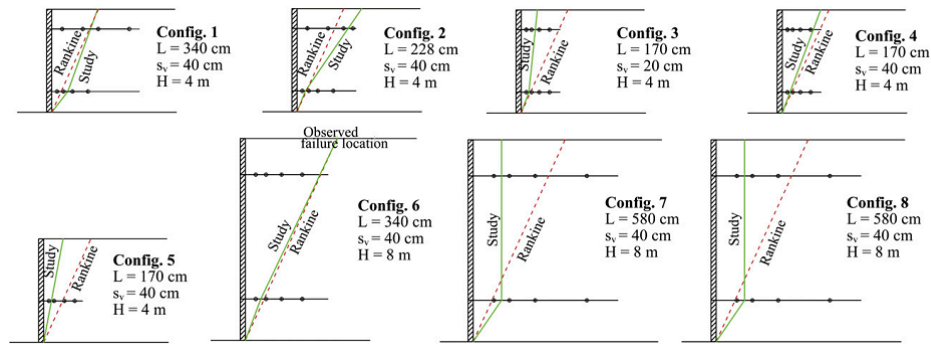 Config. 1
L = 340 cm
sᵥ = 40 cm
H = 4 m
Rankine
Study
Config. 2
L = 228 cm
sᵥ = 40 cm
H = 4 m
Rankine
Study
Config. 3
L = 170 cm
sᵥ = 20 cm
H = 4 m
Study
Rankine
Config. 4
L = 170 cm
sᵥ = 40 cm
H = 4 m
Study
Rankine
Config. 5
L = 170 cm
sᵥ = 40 cm
H = 4 m
Study
Rankine
Observed
failure location
Config. 6
L = 340 cm
sᵥ = 40 cm
H = 8 m
Study
Rankine
Config. 7
L = 580 cm
sᵥ = 40 cm
H = 8 m
Study
Rankine
Config. 8
L = 580 cm
sᵥ = 40 cm
H = 8 m
Study
Rankine